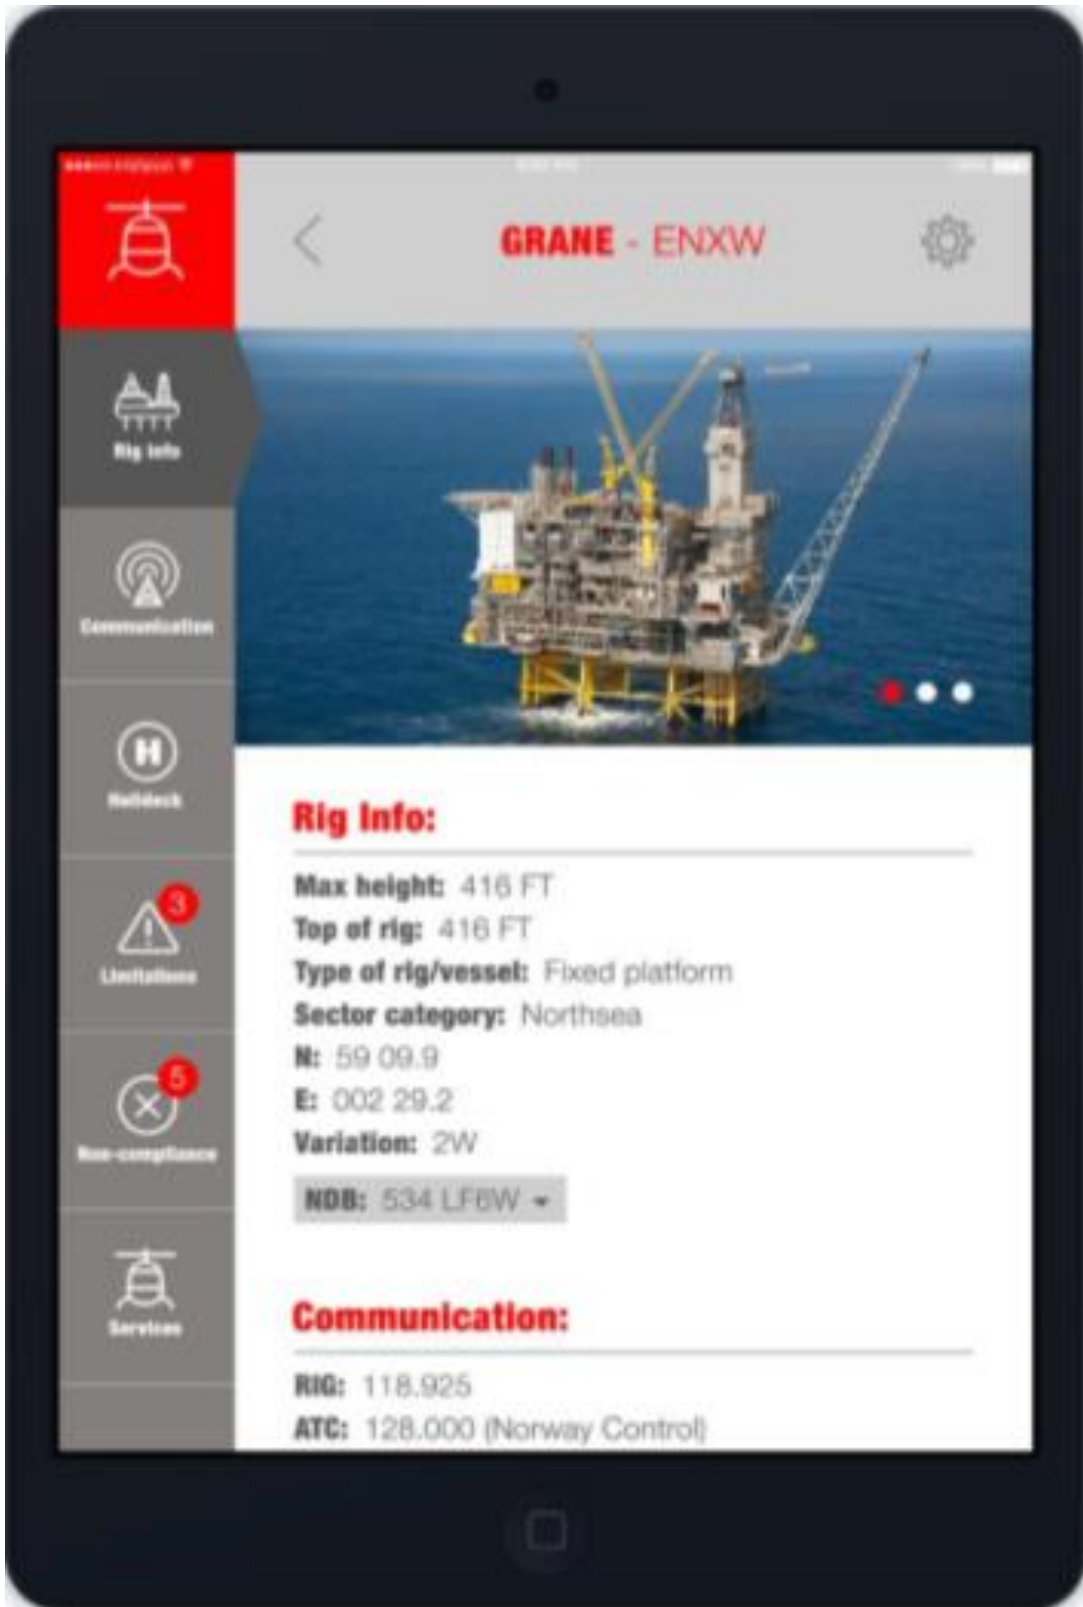 GRANE - ENXW
Rig Info
Communication
Helideck
3
Limitations
5
Non-compliance
Services
Rig Info:
Max height: 416 FT
Top of rig: 416 FT
Type of rig/vessel: Fixed platform
Sector category: Northsea
N: 59 09.9
E: 002 29.2
Variation: 2W
NDB: 534 LF6W
Communication:
RIG: 118.925
ATC: 128.000 (Norway Control)